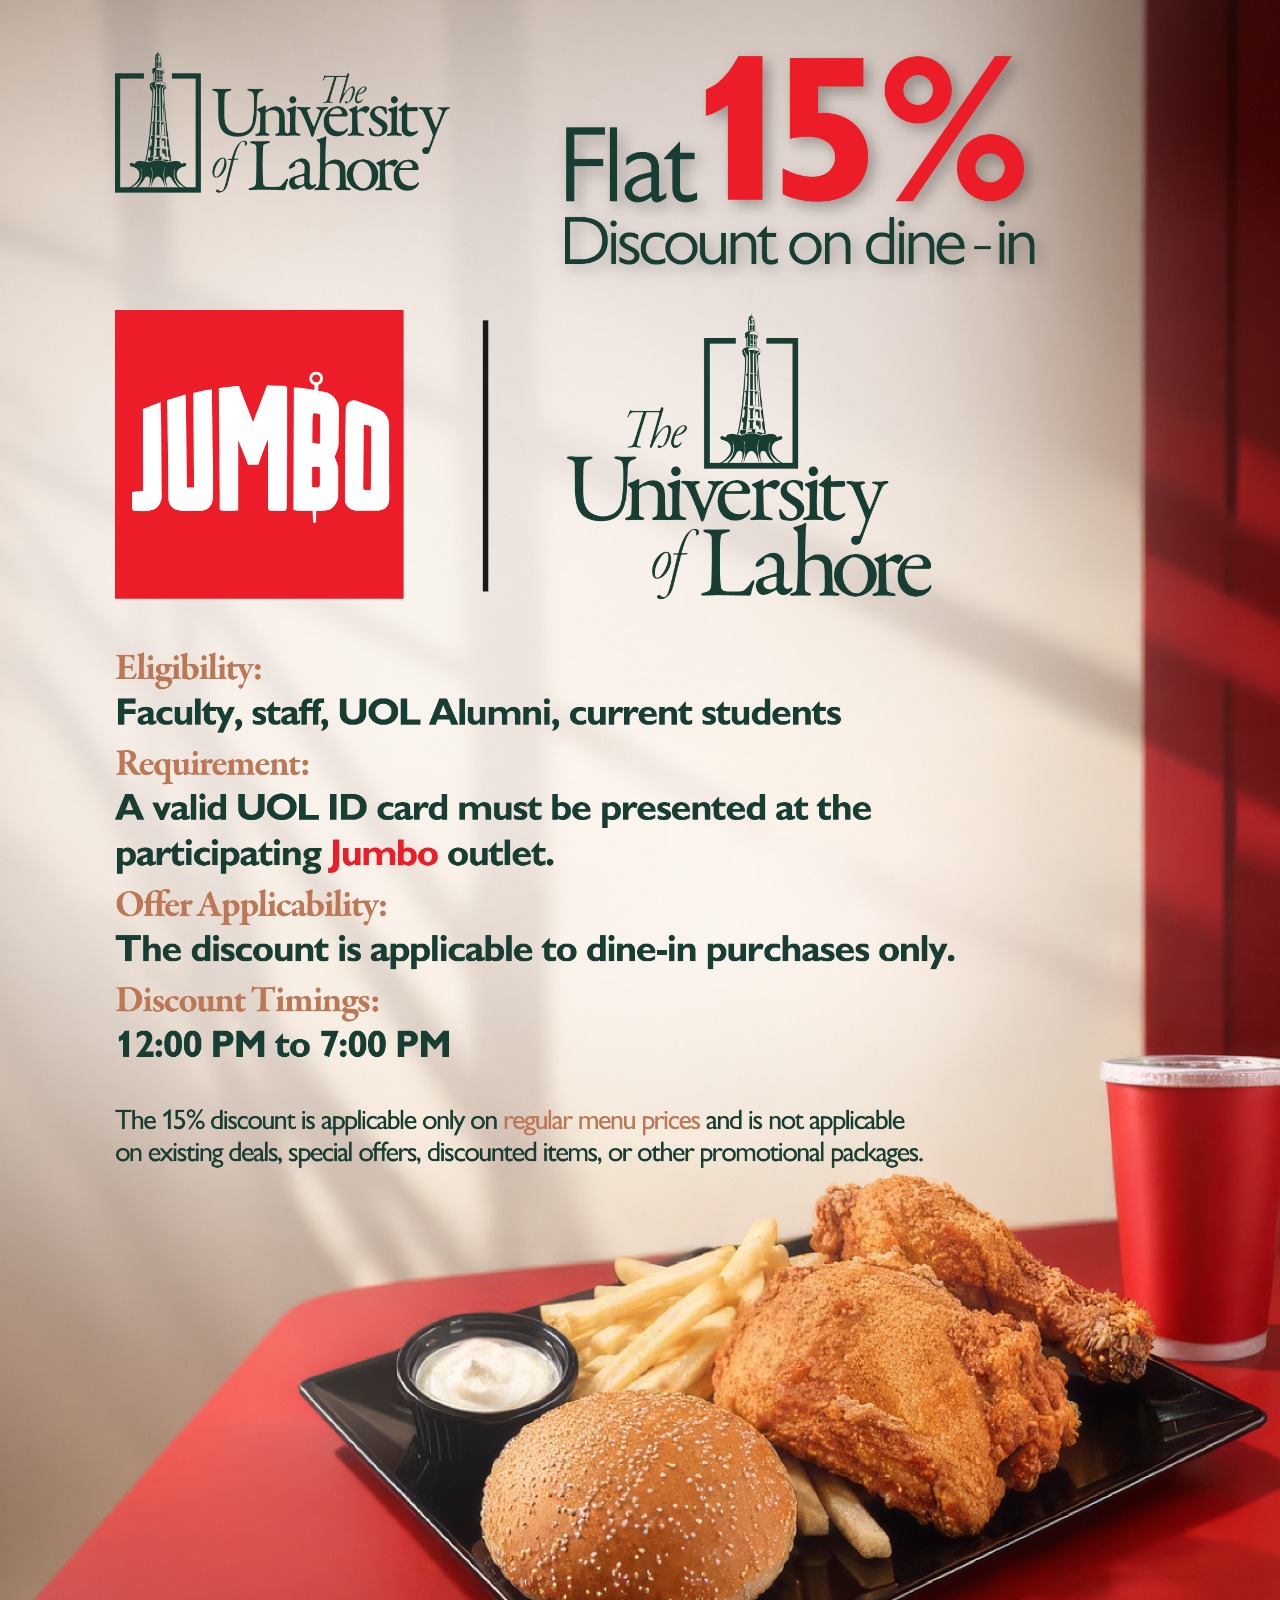 The
University
of Lahore
Flat 15%
Discount on dine-in
JUMBO
The
University
of Lahore
Eligibility:
Faculty, staff, UOL Alumni, current students
Requirement:
A valid UOL ID card must be presented at the
participating Jumbo outlet.
Offer Applicability:
The discount is applicable to dine-in purchases only.
Discount Timings:
12:00 PM to 7:00 PM
The 15% discount is applicable only on regular menu prices and is not applicable
on existing deals, special offers, discounted items, or other promotional packages.